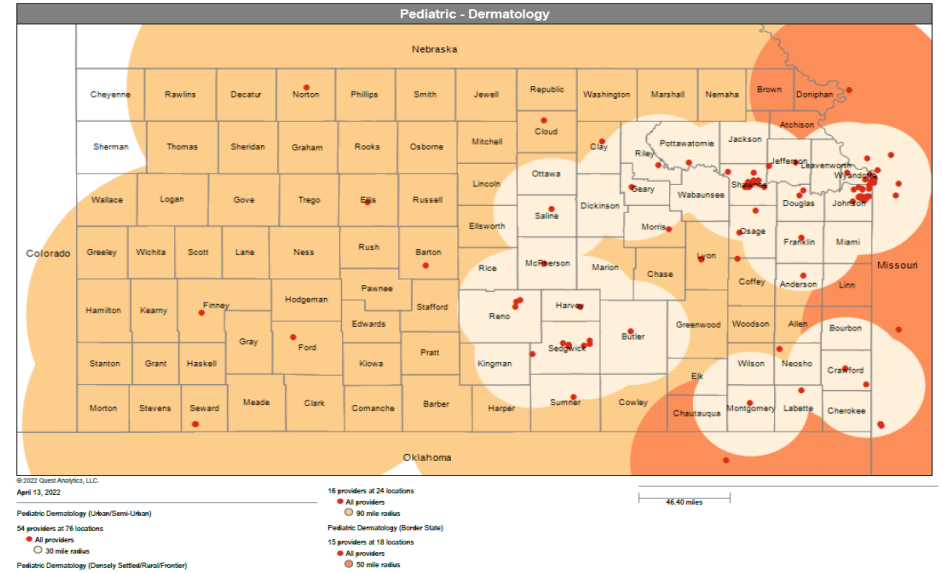 Pediatric - Dermatology
Nebraska
Cheyenne Rawlins Decatur Norton Phillips Smith Jewell Republic Washington Marshall Nemaha Brown Doniphan
Atchison
Sherman Thomas Sheridan Graham Rooks Osborne Mitchell Cloud Clay Riley Pottawatomie Jackson Jefferson Leavenworth
Wyandotte
Lincoln Ottawa Geary Wabaunsee Shawnee
Wallace Logan Gove Trego Ellis Russell Saline Dickinson Douglas Johnson
Ellsworth Morris Osage
Colorado Greeley Wichita Scott Lane Ness Rush Barton Rice McPherson Marion Chase Lyon Franklin Miami
Missouri
Pawnee Coffey Anderson Linn
Hamilton Kearny Finney Hodgeman Stafford Reno Harvey
Edwards Greenwood Woodson Allen Bourbon
Gray Ford Pratt Sedgwick Butler
Stanton Grant Haskell Kiowa Kingman Elk Wilson Neosho Crawford
Morton Stevens Seward Meade Clark Comanche Barber Harper Sumner Cowley Chautauqua Montgomery Labette Cherokee
Oklahoma
© 2022 Quest Analytics, LLC.
April 13, 2022
Pediatric Dermatology (Urban/Semi-Urban)
54 providers at 76 locations
All providers
30 mile radius
Pediatric Dermatology (Densely Settled/Rural/Frontier)
16 providers at 24 locations
All providers
90 mile radius
Pediatric Dermatology (Border State)
15 providers at 18 locations
All providers
50 mile radius
46.40 miles